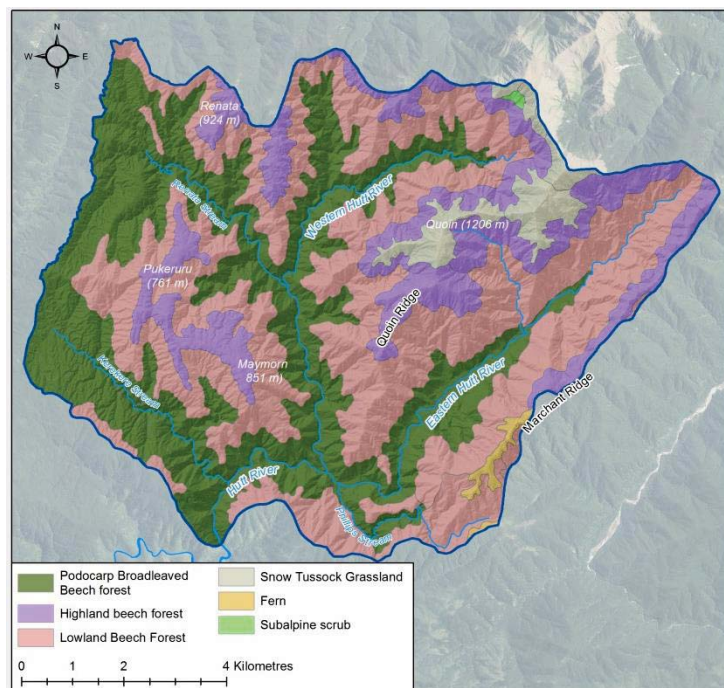 N
W E
S
Renata
(924 m)
Western Hutt River
Quoin (1206 m)
Pukeruru
(761 m)
Quoin Ridge
Maymorn
851 m)
Eastern Hutt River
Marchant Ridge
Hutt River
Phillips Stream
Podocarp Broadleaved
Beech forest
Highland beech forest
Lowland Beech Forest
Snow Tussock Grassland
Fern
Subalpine scrub
0 1 2 4 Kilometres